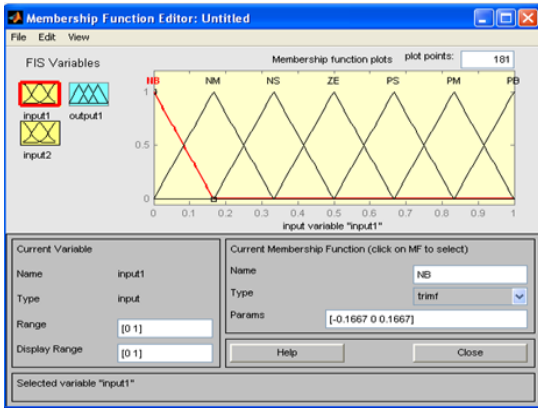 Membership Function Editor: Untitled
File Edit View
FIS Variables
input1
output1
input2
Membership function plots
plot points:
181
NB NM NS ZE PS PM PB
1
0.5
0
0 0.1 0.2 0.3 0.4 0.5 0.6 0.7 0.8 0.9 1
input variable "input1"
Current Variable
Name input1
Type input
Range [0 1]
Display Range [0 1]
Current Membership Function (click on MF to select)
Name NB
Type trimf
Params [-0.1667 0 0.1667]
Help Close
Selected variable "input1"